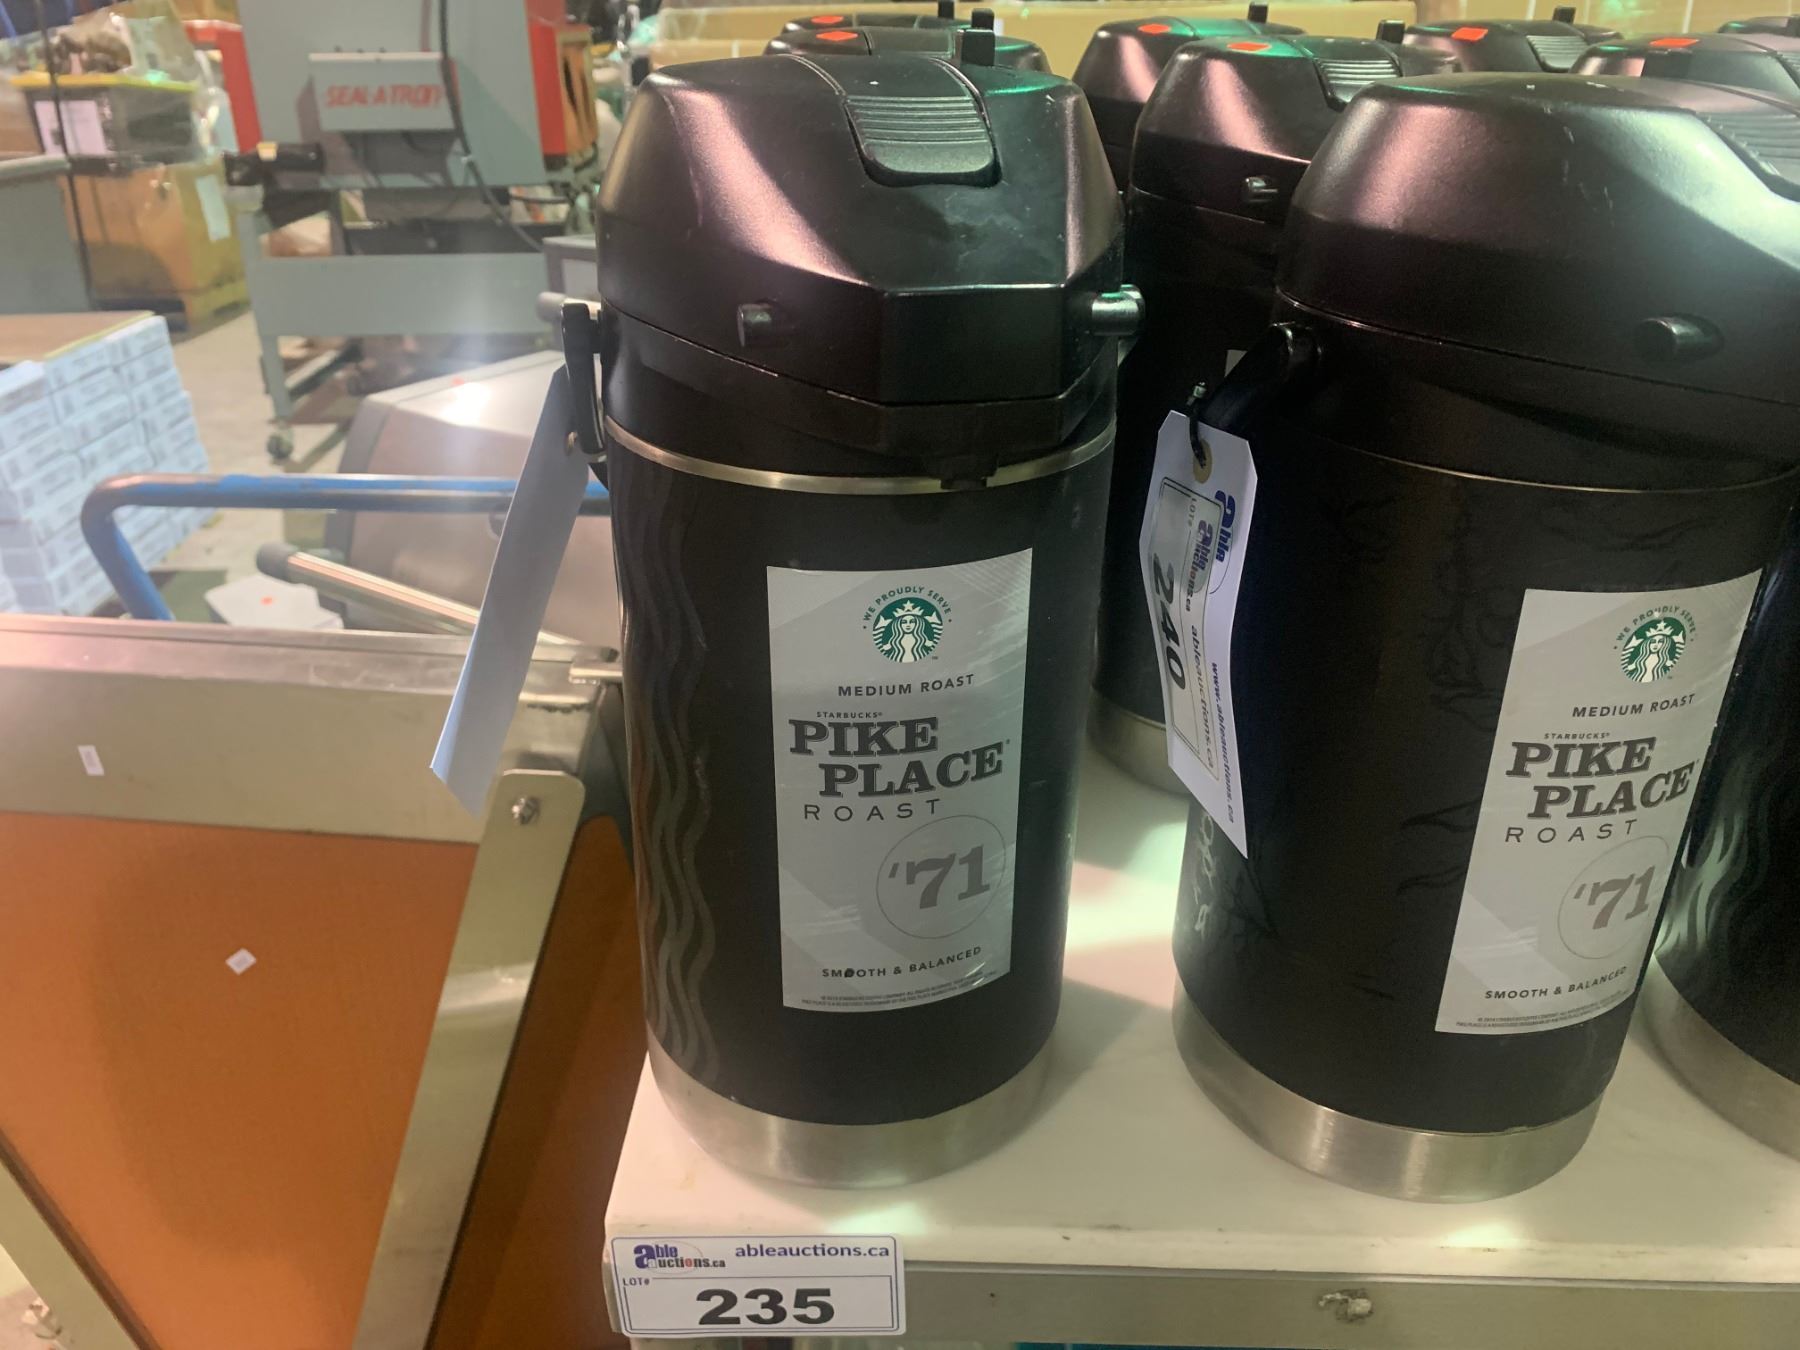 SEAL-A-TRON
WE PROUDLY SERVE
MEDIUM ROAST
STARBUCKS®
PIKE
PLACE®
ROAST
'71
SMOOTH & BALANCED
able
auctions.ca
LOT#
240
ableauctions.ca
www.ableauctions.ca
WE PROUDLY SERVE
MEDIUM ROAST
STARBUCKS®
PIKE
PLACE®
ROAST
'71
SMOOTH & BALANCED
able
auctions.ca
ableauctions.ca
LOT#
235